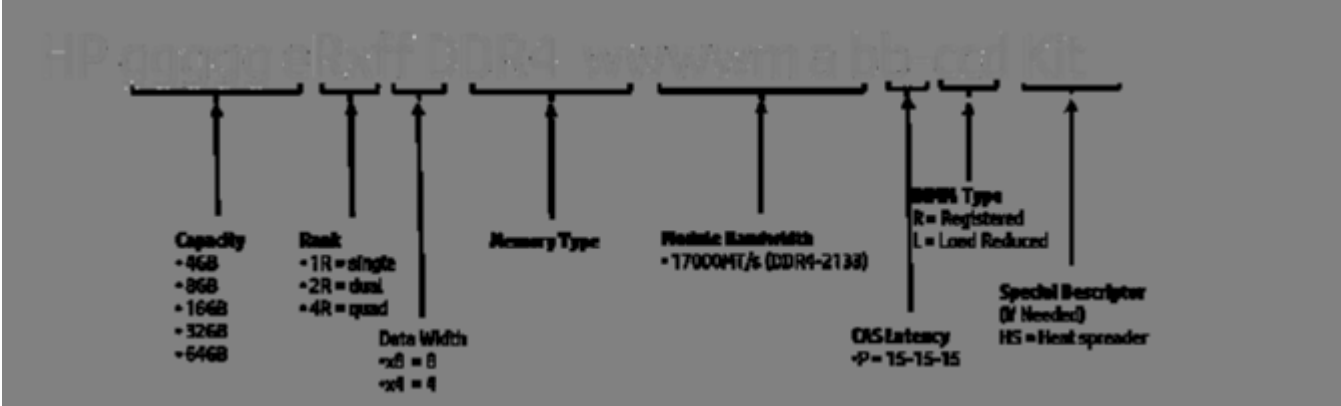 HP ggggg eRxff DDR4 wwwwm a bb-ccd Kit
Capacity
• 4GB
• 8GB
• 16GB
• 32GB
• 64GB
Rank
• 1R = single
• 2R = dual
• 4R = quad
Data Width
• x8 = 8
• x4 = 4
Memory Type
Module Bandwidth
• 17000MT/s (DDR4-2133)
CAS Latency
• P = 15-15-15
DIMM Type
R = Registered
L = Load Reduced
Special Descriptor
(If Needed)
HS = Heat spreader